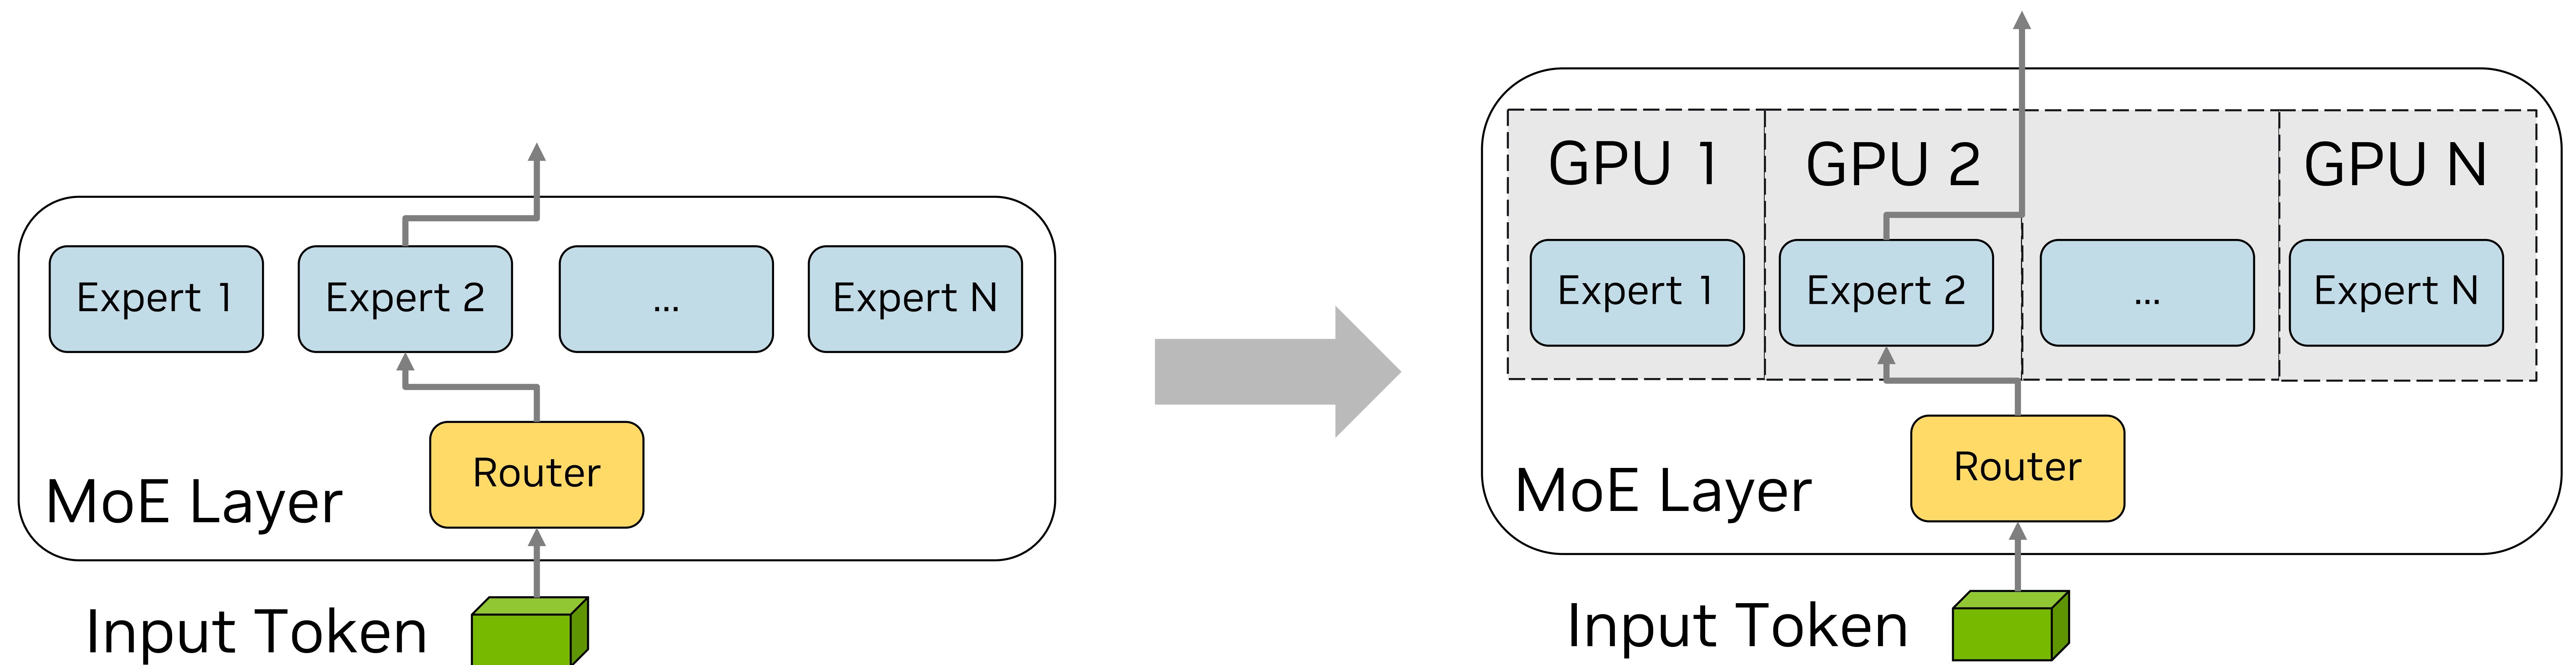 Expert 1
Expert 2
...
Expert N
Router
MoE Layer
Input Token
GPU 1
GPU 2
GPU N
Expert 1
Expert 2
...
Expert N
Router
MoE Layer
Input Token